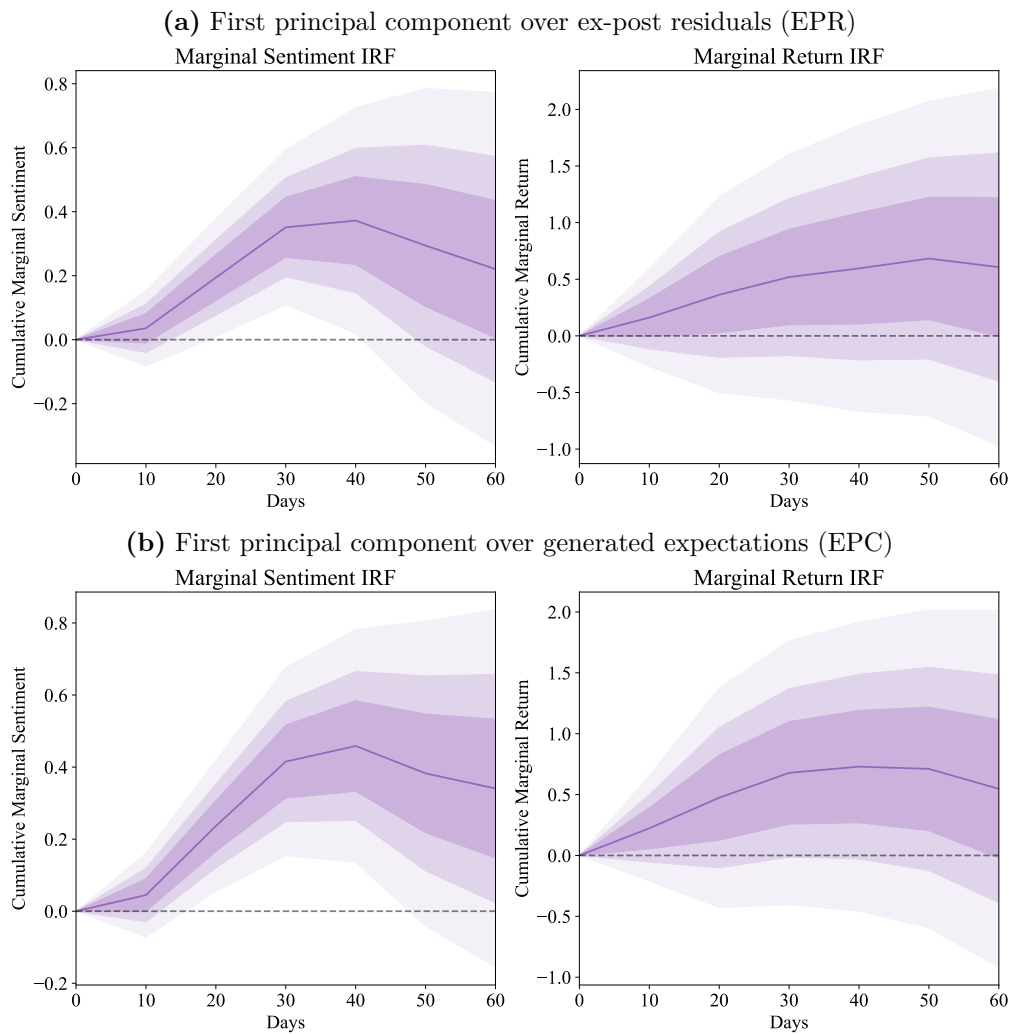 (a) First principal component over ex-post residuals (EPR)
Marginal Sentiment IRF
Cumulative Marginal Sentiment
0.8
0.6
0.4
0.2
0.0
−0.2
0 10 20 30 40 50 60
Days
Marginal Return IRF
Cumulative Marginal Return
2.0
1.5
1.0
0.5
0.0
−0.5
−1.0
0 10 20 30 40 50 60
Days
(b) First principal component over generated expectations (EPC)
Marginal Sentiment IRF
Cumulative Marginal Sentiment
0.8
0.6
0.4
0.2
0.0
−0.2
0 10 20 30 40 50 60
Days
Marginal Return IRF
Cumulative Marginal Return
2.0
1.5
1.0
0.5
0.0
−0.5
−1.0
0 10 20 30 40 50 60
Days